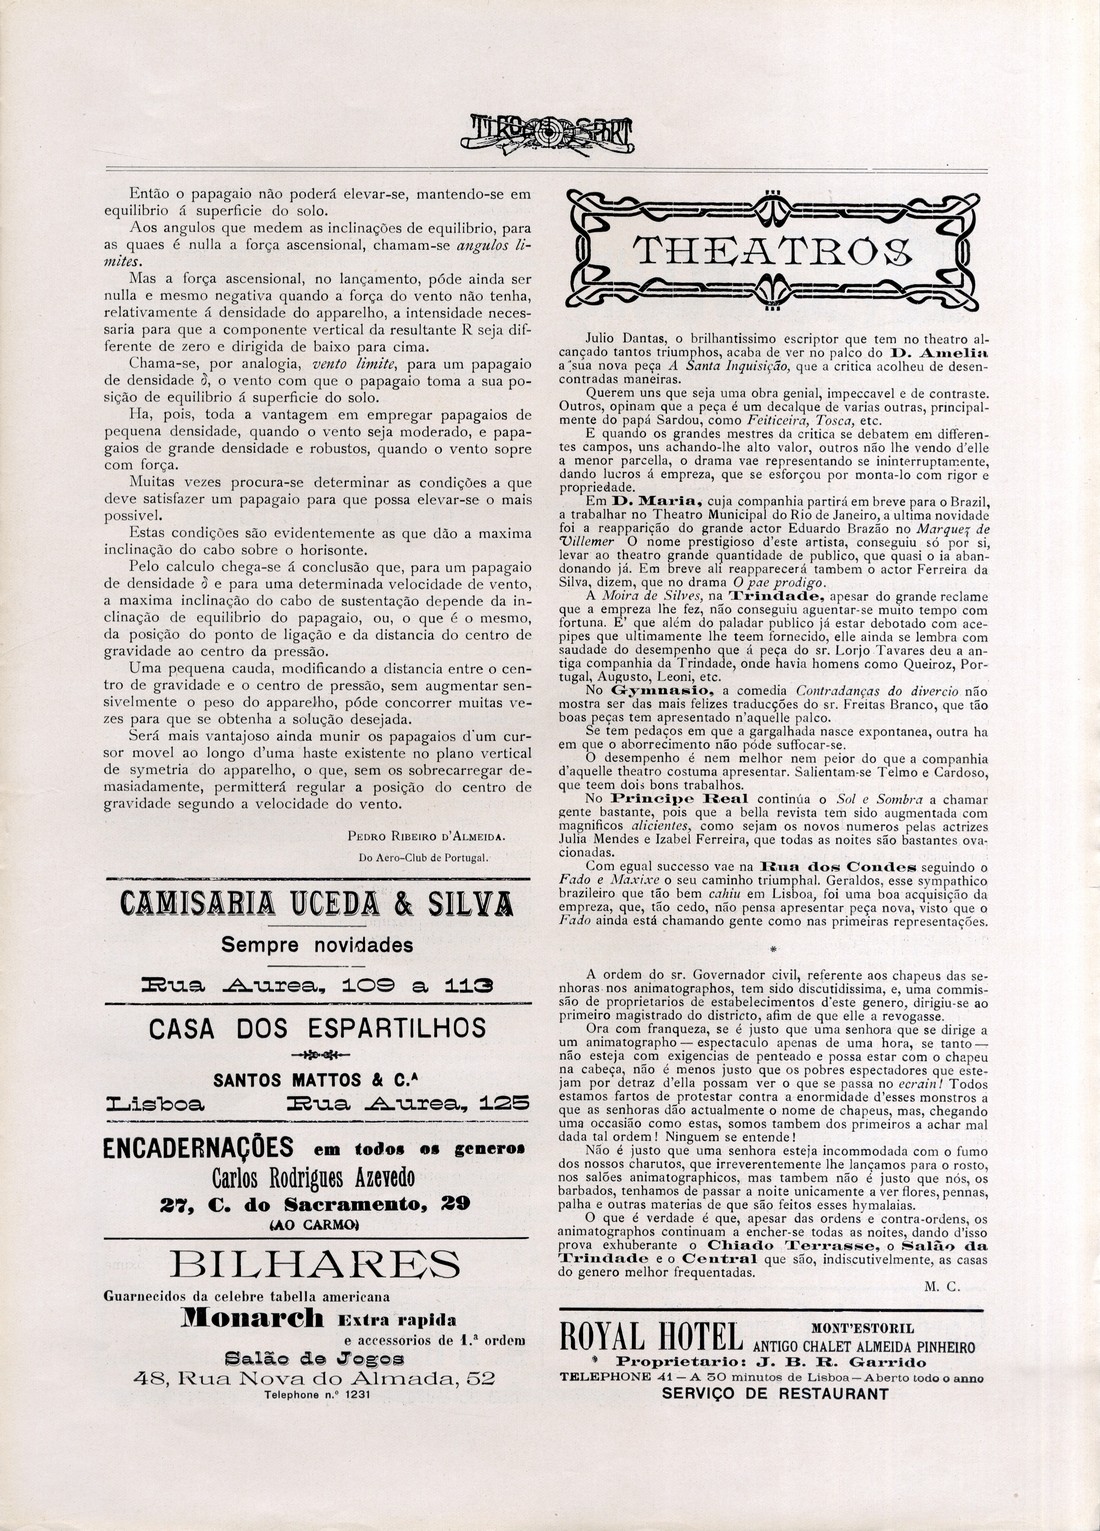 TIRO SPORT
Então o papagaio não poderá elevar-se, mantendo-se em
equilibrio á superficie do solo.
Aos angulos que medem as inclinações de equilibrio, para
as quaes é nulla a força ascensional, chamam-se angulos li-
mites.
Mas a força ascensional, no lançamento, póde ainda ser
nulla e mesmo negativa quando a força do vento não tenha,
relativamente á densidade do apparelho, a intensidade neces-
saria para que a componente vertical da resultante R seja dif-
ferente de zero e dirigida de baixo para cima.
Chama-se, por analogia, vento limite, para um papagaio
de densidade δ, o vento com que o papagaio toma a sua po-
sição de equilibrio á superficie do solo.
Ha, pois, toda a vantagem em empregar papagaios de
pequena densidade, quando o vento seja moderado, e papa-
gaios de grande densidade e robustos, quando o vento sopre
com força.
Muitas vezes procura-se determinar as condições a que
deve satisfazer um papagaio para que possa elevar-se o mais
possivel.
Estas condições são evidentemente as que dão a maxima
inclinação do cabo sobre o horisonte.
Pelo calculo chega-se á conclusão que, para um papagaio
de densidade δ e para uma determinada velocidade de vento,
a maxima inclinação do cabo de sustentação depende da in-
clinação de equilibrio do papagaio, ou, o que é o mesmo,
da posição do ponto de ligação e da distancia do centro de
gravidade ao centro da pressão.
Uma pequena cauda, modificando a distancia entre o cen-
tro de gravidade e o centro de pressão, sem augmentar sen-
sivelmente o peso do apparelho, póde concorrer muitas ve-
zes para que se obtenha a solução desejada.
Será mais vantajoso ainda munir os papagaios d'um cur-
sor movel ao longo d'uma haste existente no plano vertical
de symetria do apparelho, o que, sem os sobrecarregar de-
masiadamente, permitterá regular a posição do centro de
gravidade segundo a velocidade do vento.
PEDRO RIBEIRO D'ALMEIDA.
Do Aero-Club de Portugal.
CAMISARIA UCEDA & SILVA
Sempre novidades
Rua Aurea, 109 a 113
CASA DOS ESPARTILHOS
SANTOS MATTOS & C.ᴬ
Lisboa Rua Aurea, 125
ENCADERNAÇÕES em todos os generos
Carlos Rodrigues Azevedo
27, C. do Sacramento, 29
(AO CARMO)
BILHARES
Guarnecidos da celebre tabella americana
Monarch Extra rapida
e accessorios de 1.ª ordem
Salão de Jogos
48, Rua Nova do Almada, 52
Telephone n.º 1231
THEATROS
Julio Dantas, o brilhantissimo escriptor que tem no theatro al-
cançado tantos triumphos, acaba de ver no palco do D. Amelia
a sua nova peça A Santa Inquisição, que a critica acolheu de desen-
contradas maneiras.
Querem uns que seja uma obra genial, impeccavel e de contraste.
Outros, opinam que a peça é um decalque de varias outras, principal-
mente do papá Sardou, como Feiticeira, Tosca, etc.
E quando os grandes mestres da critica se debatem em differen-
tes campos, uns achando-lhe alto valor, outros não lhe vendo d'elle
a menor parcella, o drama vae representando se ininterruptamente,
dando lucros á empreza, que se esforçou por monta-lo com rigor e
propriedade.
Em D. Maria, cuja companhia partirá em breve para o Brazil,
a trabalhar no Theatro Municipal do Rio de Janeiro, a ultima novidade
foi a reapparição do grande actor Eduardo Brazão no Marquez de
Villemer O nome prestigioso d'este artista, conseguiu só por si,
levar ao theatro grande quantidade de publico, que quasi o ia aban-
donando já. Em breve ali reapparecerá tambem o actor Ferreira da
Silva, dizem, que no drama O pae prodigo.
A Moira de Silves, na Trindade, apesar do grande reclame
que a empreza lhe fez, não conseguiu aguentar-se muito tempo com
fortuna. E' que além do paladar publico já estar debotado com ace-
pipes que ultimamente lhe teem fornecido, elle ainda se lembra com
saudade do desempenho que á peça do sr. Lorjo Tavares deu a an-
tiga companhia da Trindade, onde havia homens como Queiroz, Por-
tugal, Augusto, Leoni, etc.
No Gymnasio, a comedia Contradanças do divercio não
mostra ser das mais felizes traducções do sr. Freitas Branco, que tão
boas peças tem apresentado n'aquelle palco.
Se tem pedaços em que a gargalhada nasce expontanea, outra ha
em que o aborrecimento não póde suffocar-se.
O desempenho é nem melhor nem peior do que a companhia
d'aquelle theatro costuma apresentar. Salientam-se Telmo e Cardoso,
que teem dois bons trabalhos.
No Principe Real continúa o Sol e Sombra a chamar
gente bastante, pois que a bella revista tem sido augmentada com
magnificos alicientes, como sejam os novos numeros pelas actrizes
Julia Mendes e Izabel Ferreira, que todas as noites são bastantes ova-
cionadas.
Com egual successo vae na Rua dos Condes seguindo o
Fado e Maxixe o seu caminho triumphal. Geraldos, esse sympathico
brazileiro que tão bem cahiu em Lisboa, foi uma boa acquisição da
empreza, que, tão cedo, não pensa apresentar peça nova, visto que o
Fado ainda está chamando gente como nas primeiras representações.
*
A ordem do sr. Governador civil, referente aos chapeus das se-
nhoras nos animatographos, tem sido discutidissima, e, uma commis-
são de proprietarios de estabelecimentos d'este genero, dirigiu-se ao
primeiro magistrado do districto, afim de que elle a revogasse.
Ora com franqueza, se é justo que uma senhora que se dirige a
um animatographo — espectaculo apenas de uma hora, se tanto —
não esteja com exigencias de penteado e possa estar com o chapeu
na cabeça, não é menos justo que os pobres espectadores que este-
jam por detraz d'ella possam ver o que se passa no ecrain! Todos
estamos fartos de protestar contra a enormidade d'esses monstros a
que as senhoras dão actualmente o nome de chapeus, mas, chegando
uma occasião como estas, somos tambem dos primeiros a achar mal
dada tal ordem! Ninguem se entende!
Não é justo que uma senhora esteja incommodada com o fumo
dos nossos charutos, que irreverentemente lhe lançamos para o rosto,
nos salões animatographicos, mas tambem não é justo que nós, os
barbados, tenhamos de passar a noite unicamente a ver flores, pennas,
palha e outras materias de que são feitos esses hymalaias.
O que é verdade é que, apesar das ordens e contra-ordens, os
animatographos continuam a encher-se todas as noites, dando d'isso
prova exhuberante o Chiado Terrasse, o Salão da
Trindade e o Central que são, indiscutivelmente, as casas
do genero melhor frequentadas.
M. C.
ROYAL HOTEL MONT'ESTORIL
ANTIGO CHALET ALMEIDA PINHEIRO
Proprietario: J. B. R. Garrido
TELEPHONE 41 — A 30 minutos de Lisboa — Aberto todo o anno
SERVIÇO DE RESTAURANT